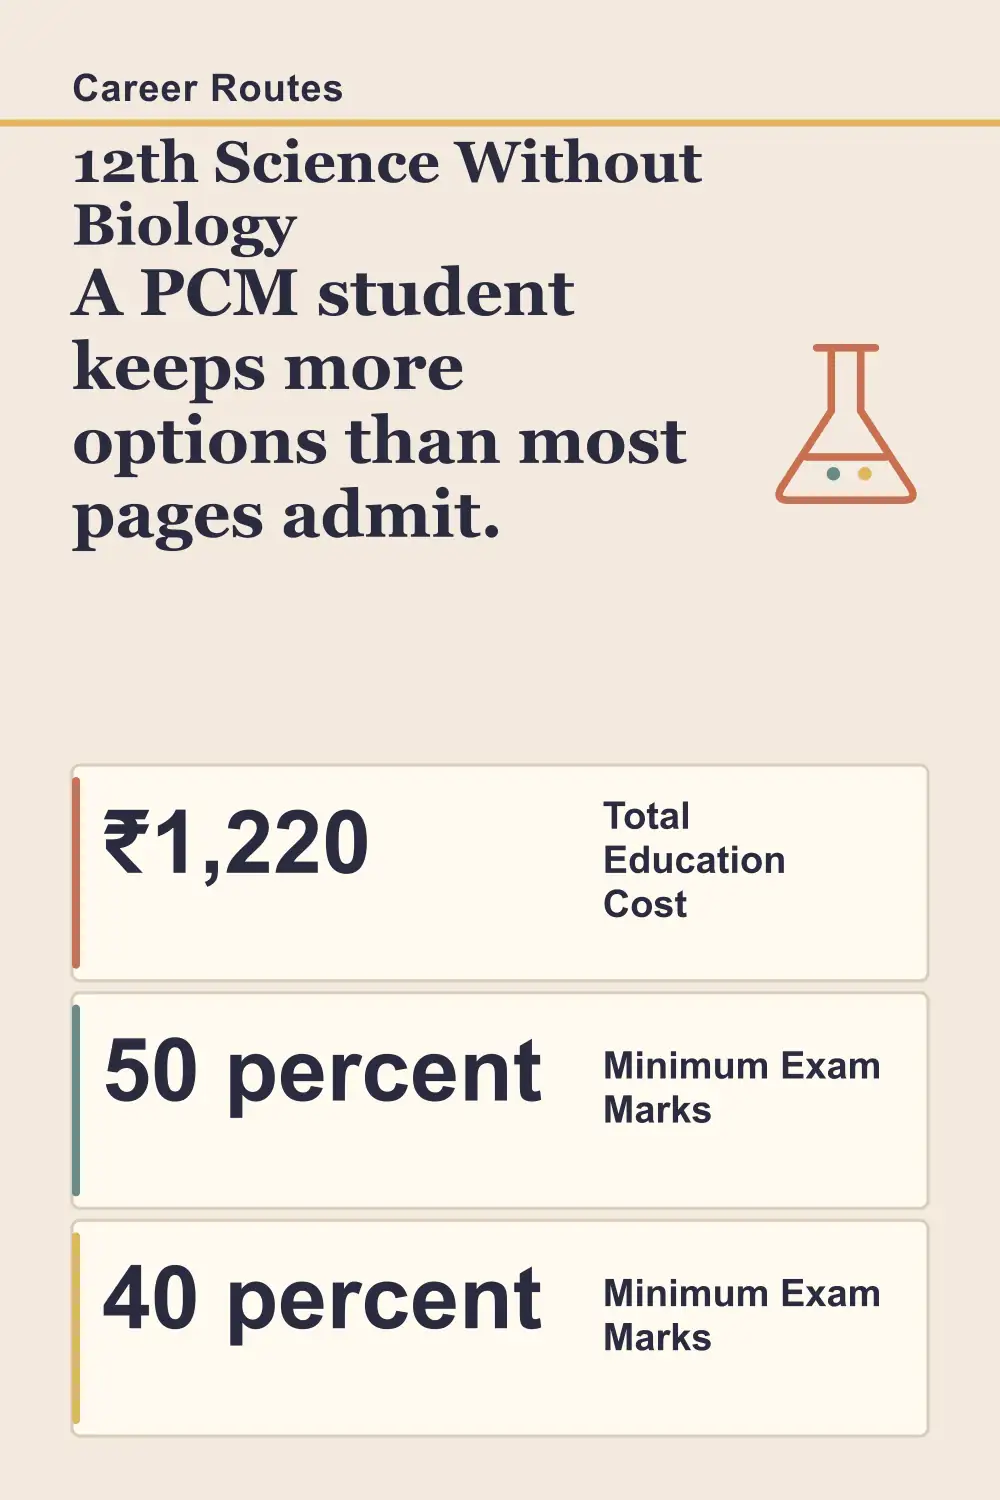 Career Routes
12th Science Without
Biology
A PCM student
keeps more
options than most
pages admit.
₹1,220
Total
Education
Cost
50 percent
Minimum Exam
Marks
40 percent
Minimum Exam
Marks